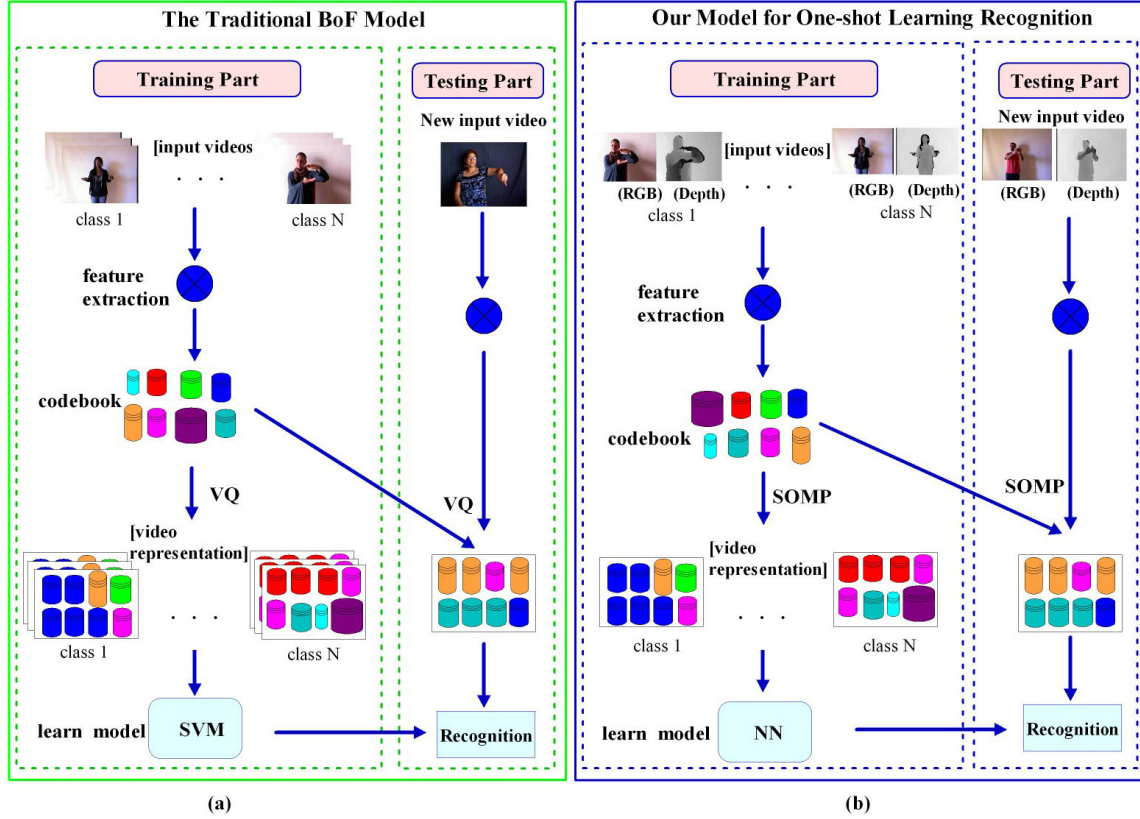 The Traditional BoF Model
Training Part
[input videos
. . .
class 1
class N
feature
extraction
codebook
VQ
[video
representation]
. . .
class 1
class N
learn model
SVM
Testing Part
New input video
VQ
Recognition
(a)
Our Model for One-shot Learning Recognition
Training Part
[input videos]
. . .
(RGB) (Depth)
class 1
(RGB) (Depth)
class N
feature
extraction
codebook
SOMP
[video
representation]
. . .
class 1
class N
learn model
NN
Testing Part
New input video
(RGB) (Depth)
SOMP
Recognition
(b)